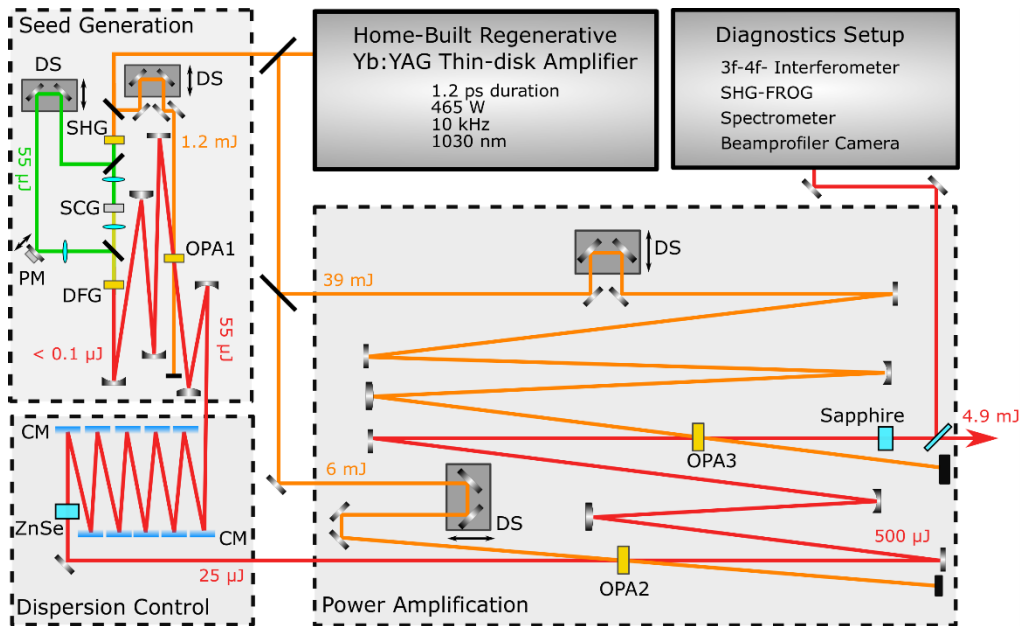 Seed Generation
DS
DS
SHG
1.2 mJ
55 µJ
SCG
OPA1
PM
DFG
< 0.1 µJ
55 µJ
Home-Built Regenerative
Yb:YAG Thin-disk Amplifier
1.2 ps duration
465 W
10 kHz
1030 nm
Diagnostics Setup
3f-4f- Interferometer
SHG-FROG
Spectrometer
Beamprofiler Camera
39 mJ
DS
Sapphire
4.9 mJ
OPA3
6 mJ
DS
500 µJ
OPA2
Power Amplification
CM
ZnSe
CM
25 µJ
Dispersion Control